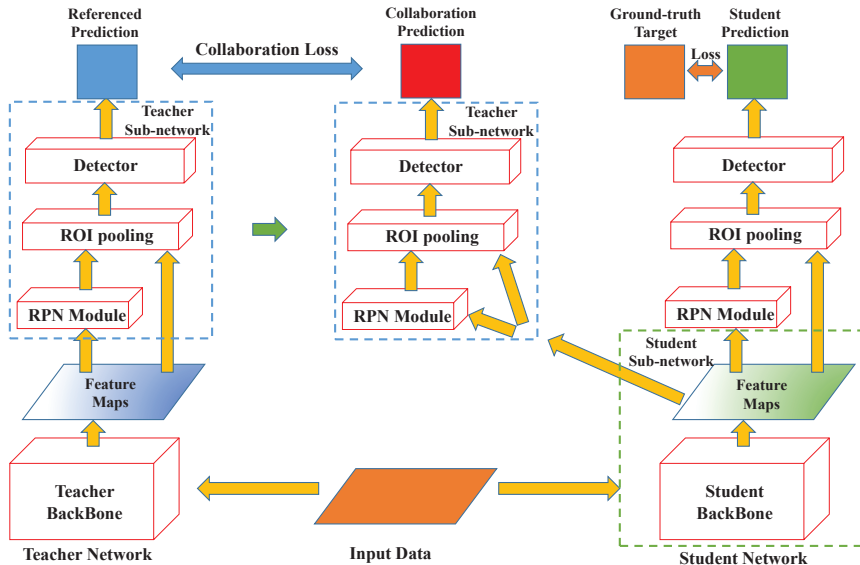 Referenced
Prediction
Collaboration Loss
Collaboration
Prediction
Ground-truth
Target
Student
Prediction
Loss
Teacher
Sub-network
Detector
ROI pooling
RPN Module
Feature
Maps
Teacher
BackBone
Teacher Network
Teacher
Sub-network
Detector
ROI pooling
RPN Module
Input Data
Detector
ROI pooling
RPN Module
Student
Sub-network
Feature
Maps
Student
BackBone
Student Network